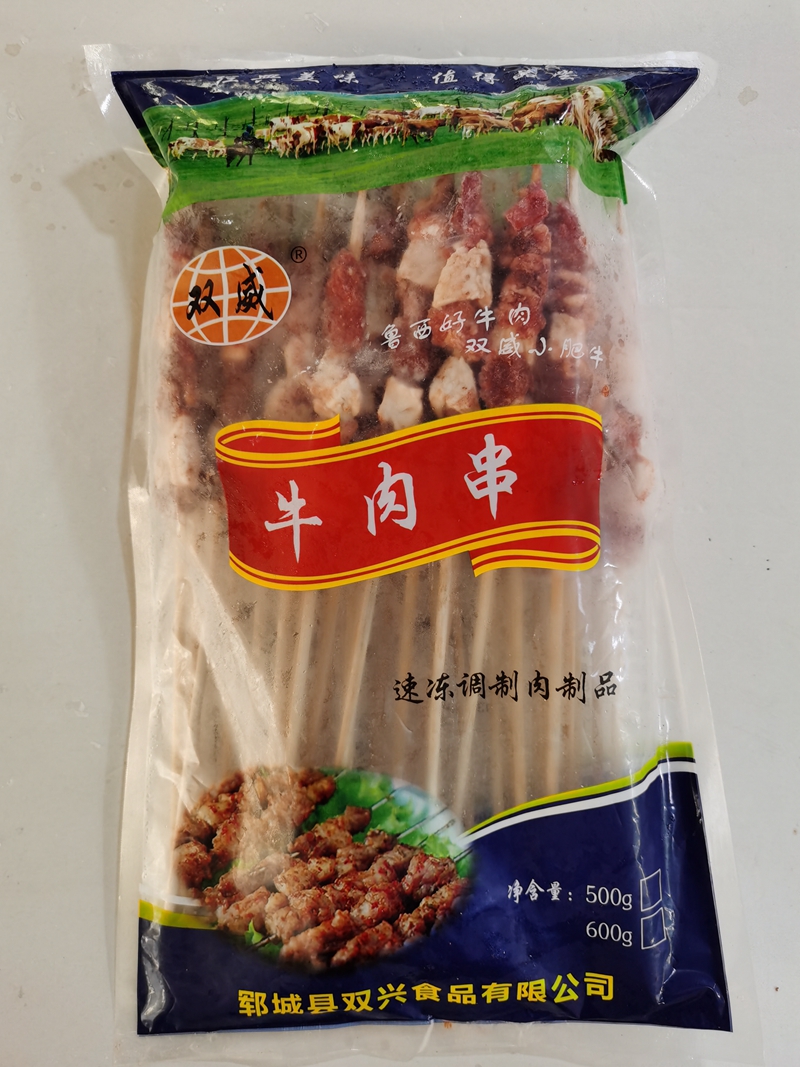 美味 值得
双威
®
鲁西好牛肉
双威小肥牛
牛肉串
速冻调制肉制品
净含量：500g
600g
郓城县双兴食品有限公司